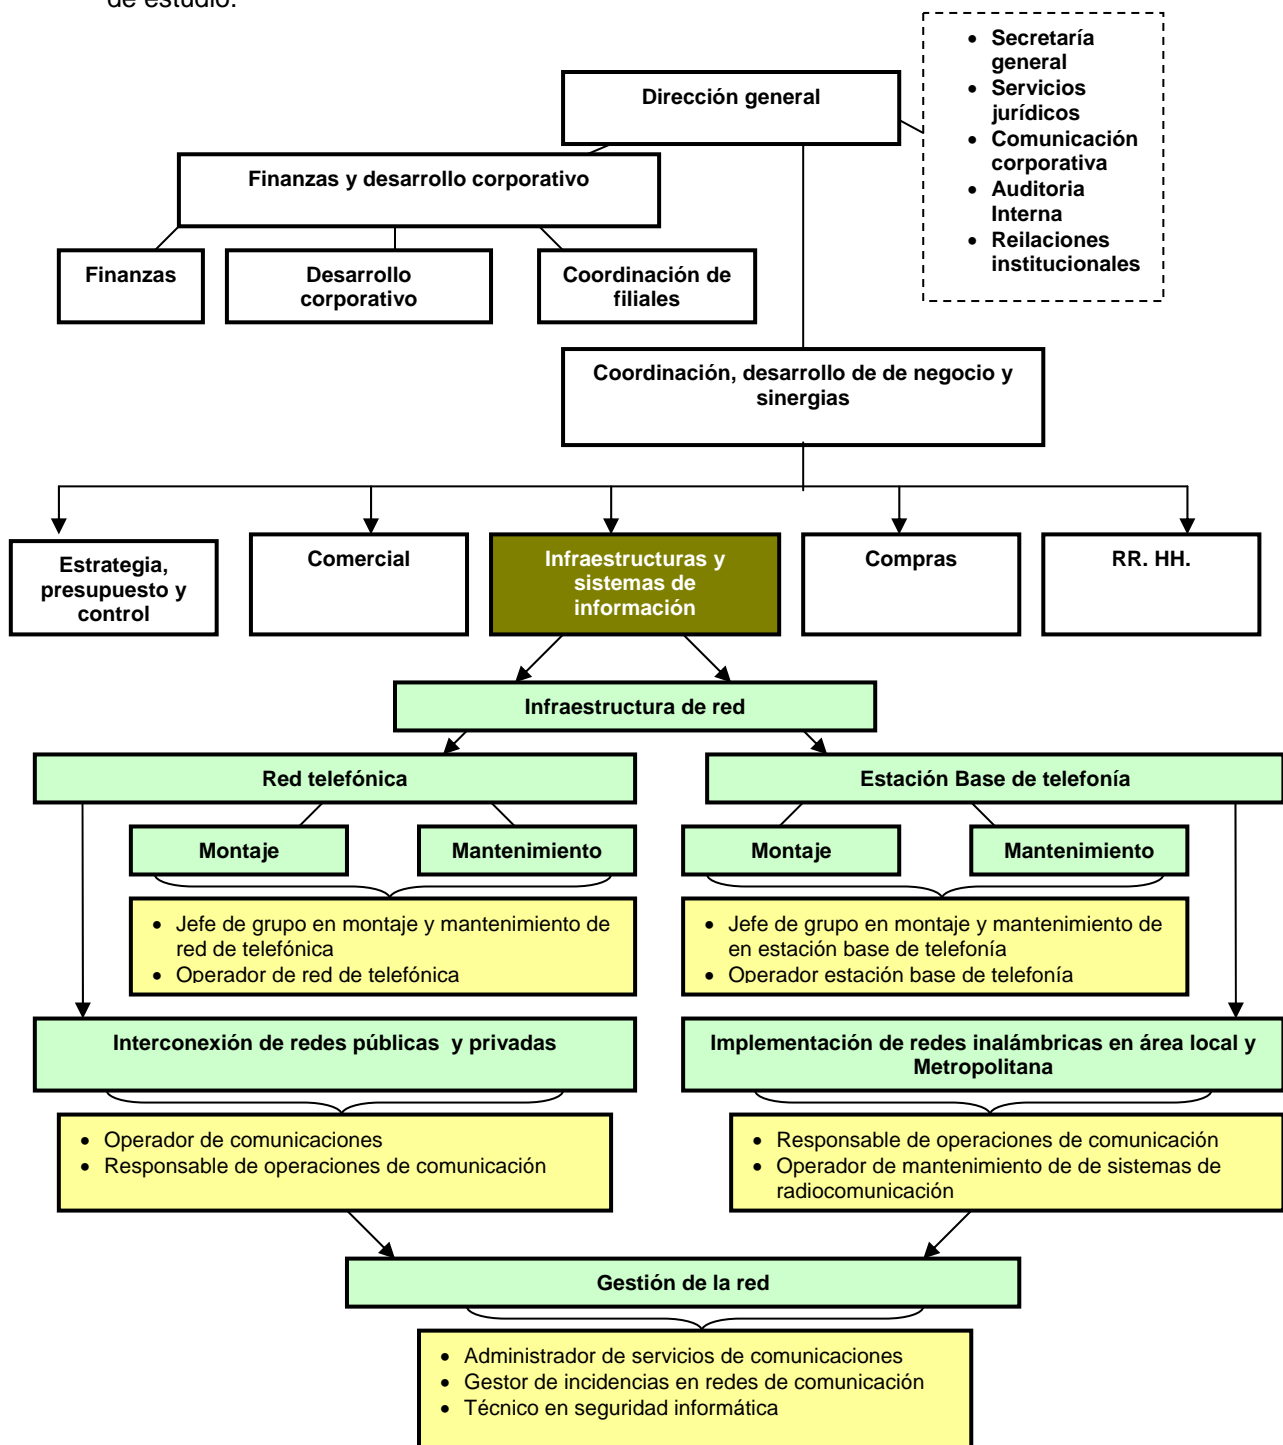 de estudio.
Dirección general
• Secretaría
general
• Servicios
jurídicos
• Comunicación
corporativa
• Auditoria
Interna
• Reilaciones
institucionales
Finanzas y desarrollo corporativo
Finanzas
Desarrollo
corporativo
Coordinación de
filiales
Coordinación, desarrollo de de negocio y
sinergias
Estrategia,
presupuesto y
control
Comercial
Infraestructuras y
sistemas de
información
Compras
RR. HH.
Infraestructura de red
Red telefónica
Estación Base de telefonía
Montaje
Mantenimiento
Montaje
Mantenimiento
• Jefe de grupo en montaje y mantenimiento de
red de telefónica
• Operador de red de telefónica
• Jefe de grupo en montaje y mantenimiento de
en estación base de telefonía
• Operador estación base de telefonía
Interconexión de redes públicas  y privadas
Implementación de redes inalámbricas en área local y
Metropolitana
• Operador de comunicaciones
• Responsable de operaciones de comunicación
• Responsable de operaciones de comunicación
• Operador de mantenimiento de de sistemas de
radiocomunicación
Gestión de la red
• Administrador de servicios de comunicaciones
• Gestor de incidencias en redes de comunicación
• Técnico en seguridad informática